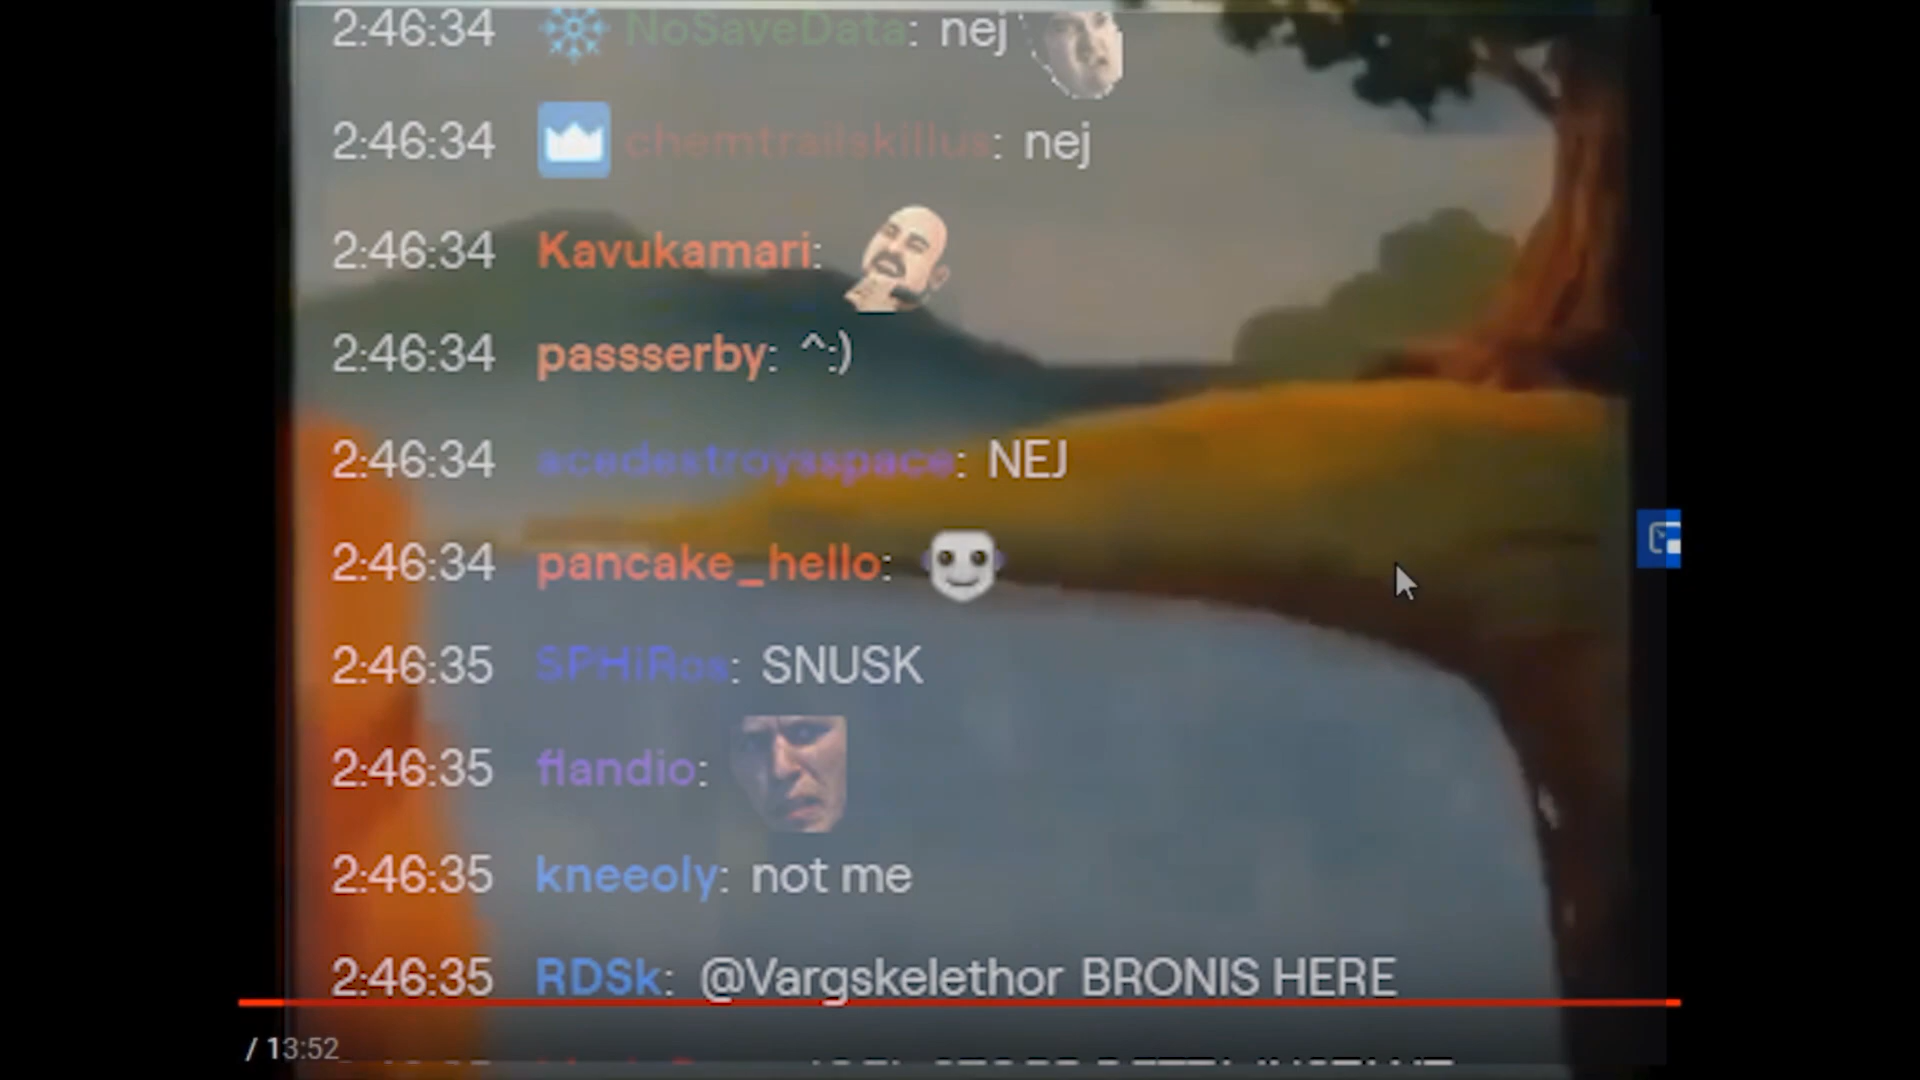 2:46:34 NoSaveData: nej
2:46:34 chemtrailskillus: nej
2:46:34 Kavukamari:
2:46:34 passserby: ^:)
2:46:34 acedestroysspace: NEJ
2:46:34 pancake_hello:
2:46:35 SPHiRos: SNUSK
2:46:35 flandio:
2:46:35 kneeoly: not me
2:46:35 RDSk: @Vargskelethor BRONIS HERE
/ 13:52